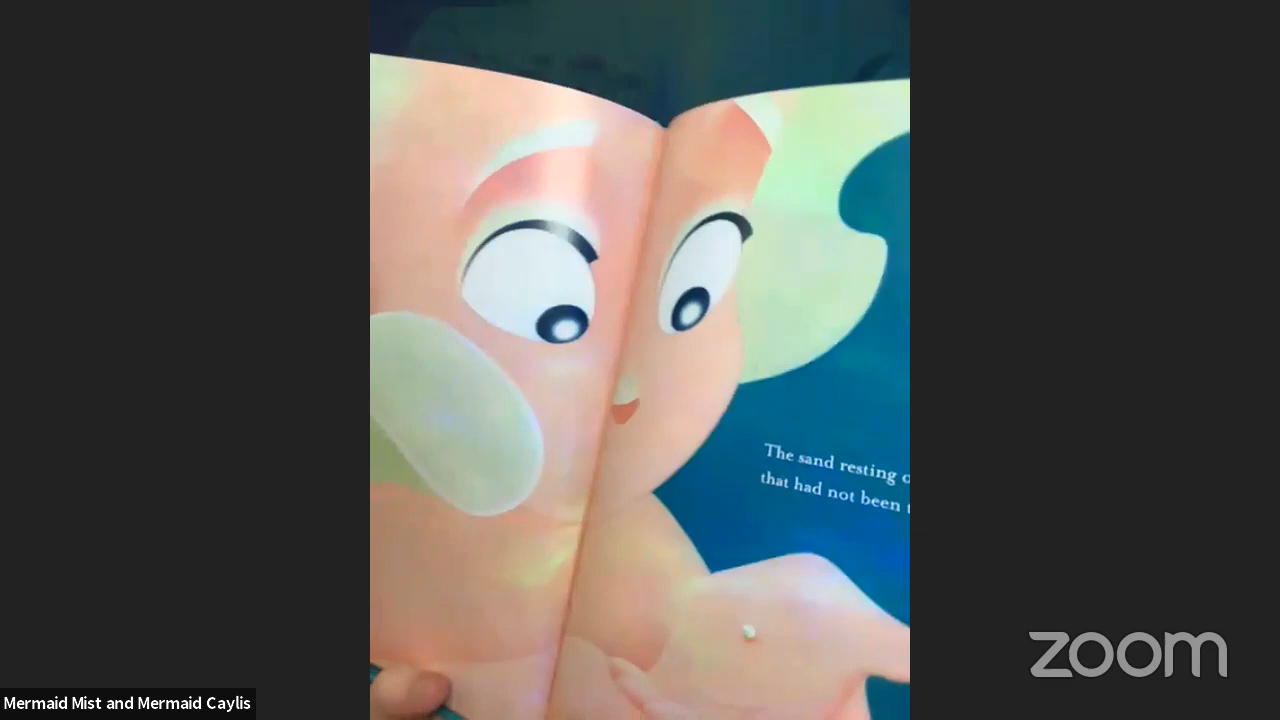 The sand resting
that had not been
zoom
Mermaid Mist and Mermaid Caylis